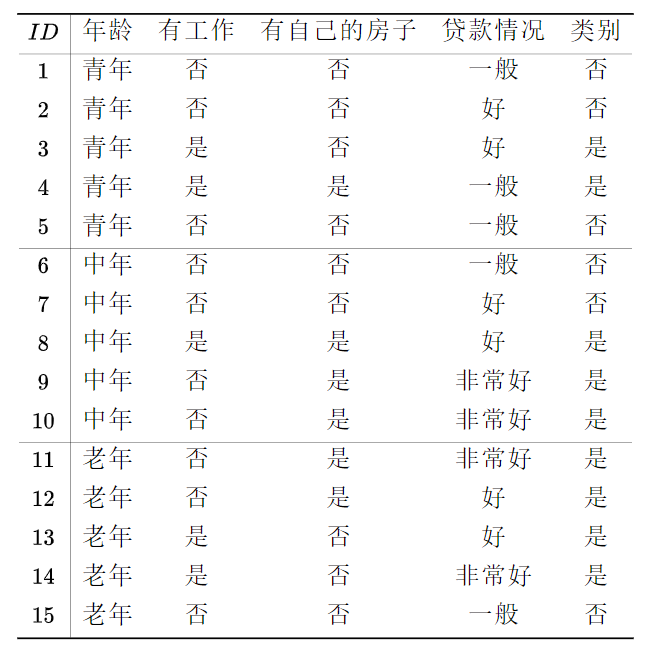 ID 年龄 有工作 有自己的房子 贷款情况 类别
1 青年 否 否 一般 否
2 青年 否 否 好 否
3 青年 是 否 好 是
4 青年 是 是 一般 是
5 青年 否 否 一般 否
6 中年 否 否 一般 否
7 中年 否 否 好 否
8 中年 是 是 好 是
9 中年 否 是 非常好 是
10 中年 否 是 非常好 是
11 老年 否 是 非常好 是
12 老年 否 是 好 是
13 老年 是 否 好 是
14 老年 是 否 非常好 是
15 老年 否 否 一般 否